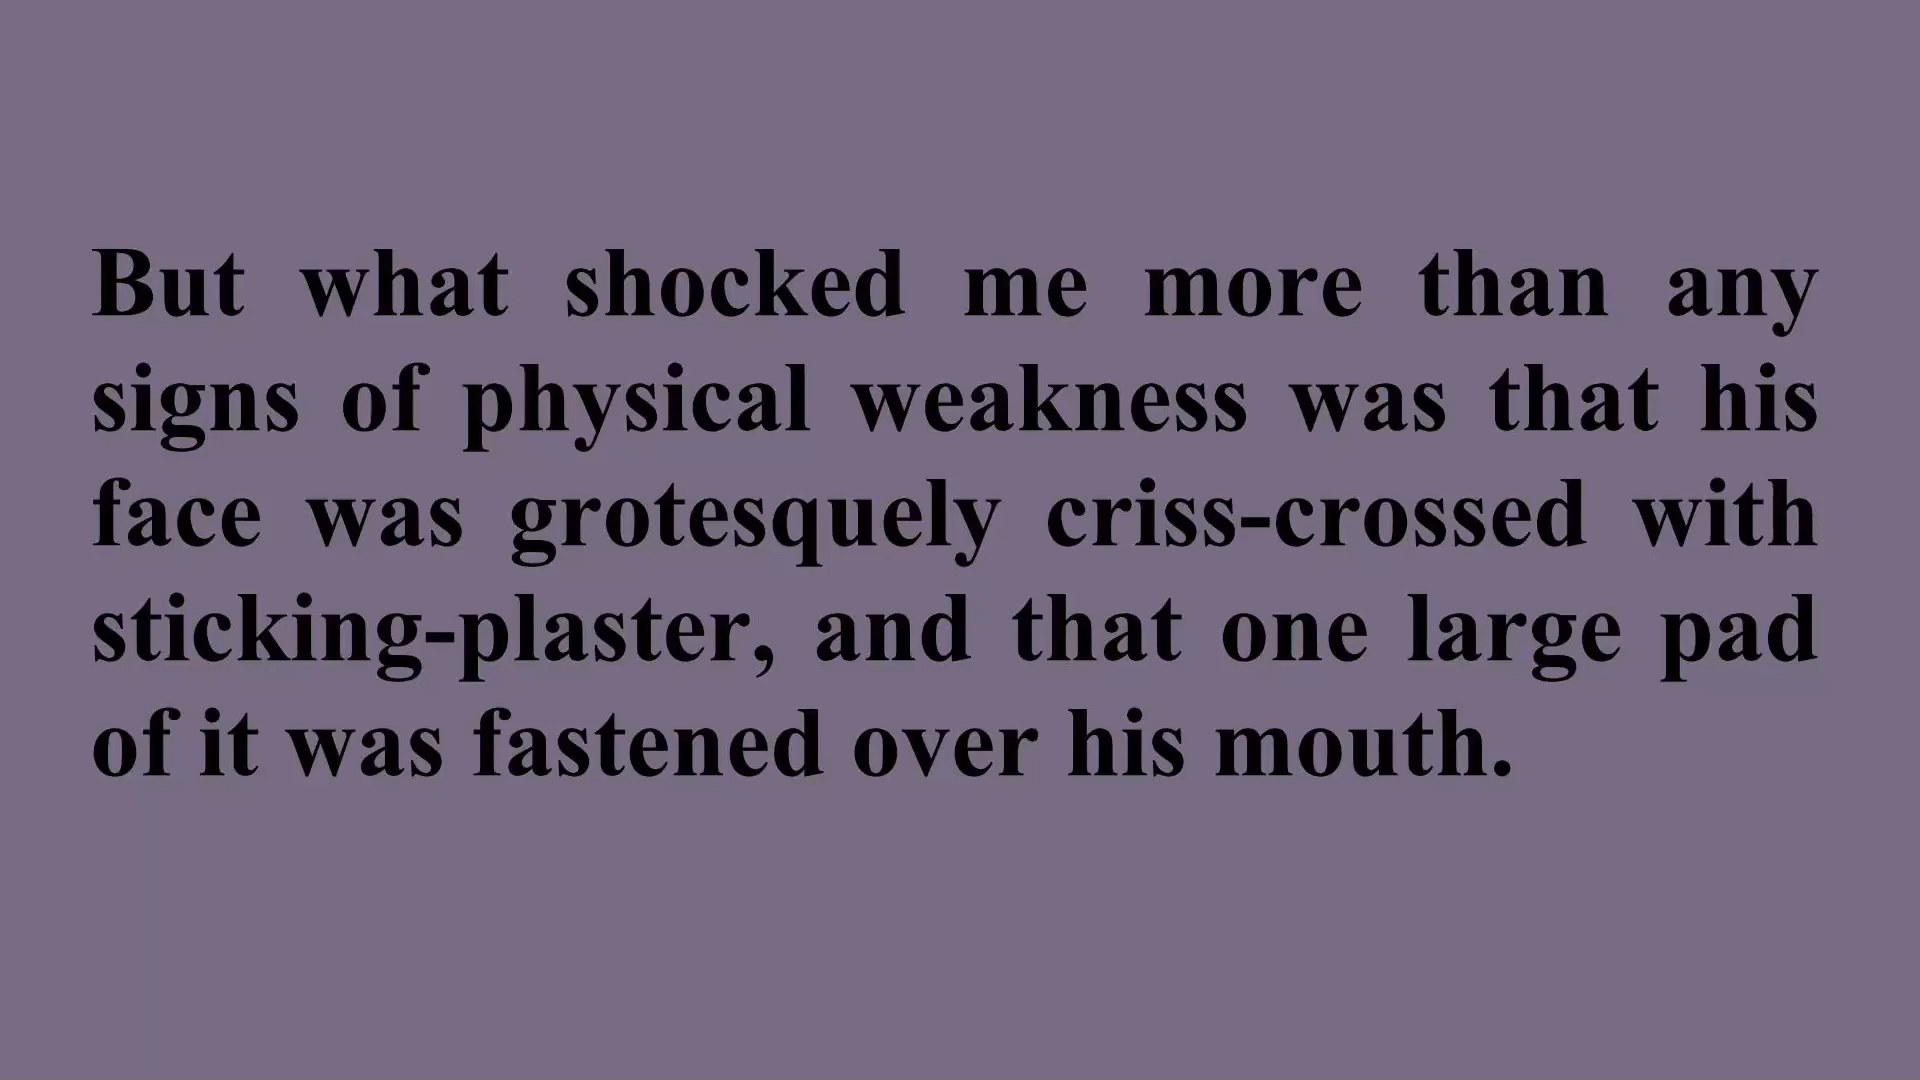 But what shocked me more than any
signs of physical weakness was that his
face was grotesquely criss-crossed with
sticking-plaster, and that one large pad
of it was fastened over his mouth.